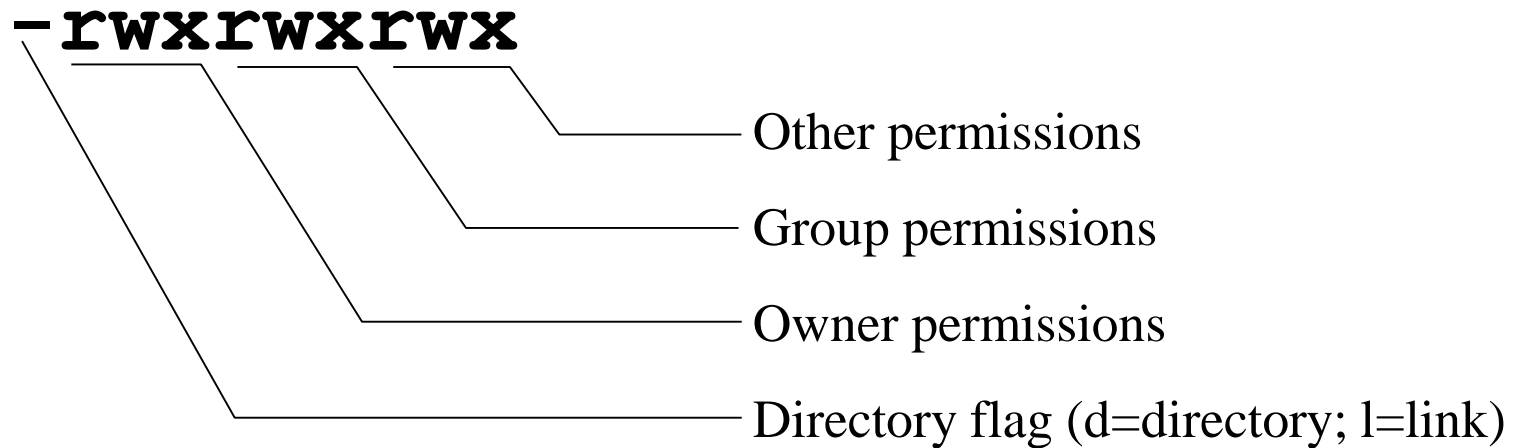 -rwxrwxrwx
Other permissions
Group permissions
Owner permissions
Directory flag (d=directory; l=link)